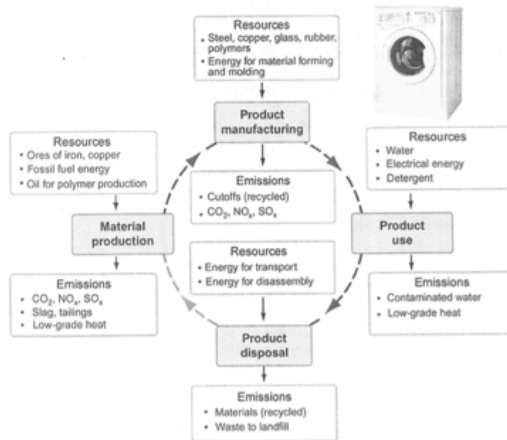 Resources
• Steel, copper, glass, rubber,
polymers
• Energy for material forming
and molding
Product
manufacturing
Emissions
• Cutoffs (recycled)
• CO₂, NOₓ, SOₓ
Resources
• Ores of iron, copper
• Fossil fuel energy
• Oil for polymer production
Material
production
Emissions
• CO₂, NOₓ, SOₓ
• Slag, tailings
• Low-grade heat
Resources
• Water
• Electrical energy
• Detergent
Product
use
Emissions
• Contaminated water
• Low-grade heat
Resources
• Energy for transport
• Energy for disassembly
Product
disposal
Emissions
• Materials (recycled)
• Waste to landfill